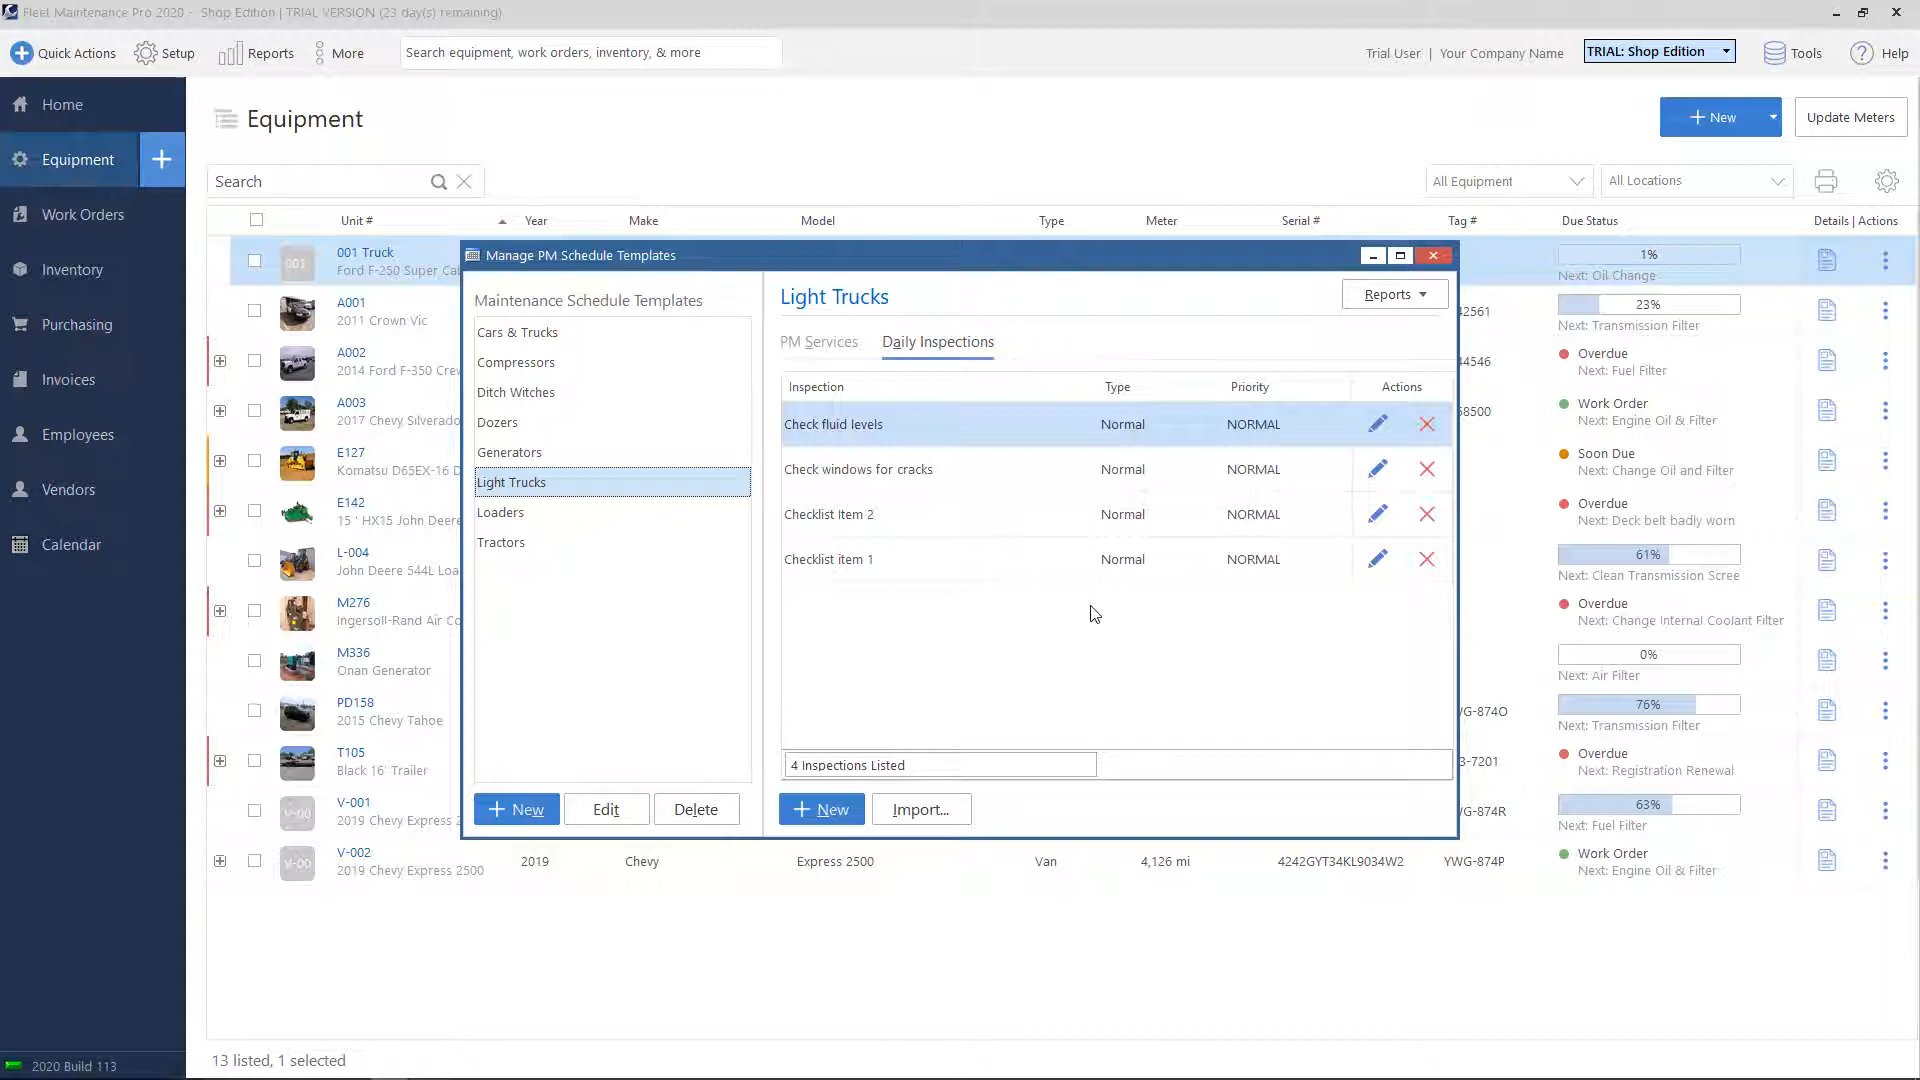 Fleet Maintenance Pro 2020 - Shop Edition | TRIAL VERSION (23 day(s) remaining)
Quick Actions Setup Reports More Search equipment, work orders, inventory, & more Trial User | Your Company Name TRIAL: Shop Edition Tools Help
Home
Equipment
Work Orders
Inventory
Purchasing
Invoices
Employees
Vendors
Calendar
2020 Build 113
Equipment
New
Update Meters
Search
All Equipment
All Locations
Unit # Year Make Model Type Meter Serial # Tag # Due Status Details | Actions
001
001 Truck
Ford F-250 Super Ca
1%
Next: Oil Change
A001
2011 Crown Vic
42561
23%
Next: Transmission Filter
A002
2014 Ford F-350 Cre
44546
Overdue
Next: Fuel Filter
A003
2017 Chevy Silverado
58500
Work Order
Next: Engine Oil & Filter
E127
Komatsu D65EX-16 D
Soon Due
Next: Change Oil and Filter
E142
15 ' HX15 John Deere
Overdue
Next: Deck belt badly worn
L-004
John Deere 544L Loa
61%
Next: Clean Transmission Scree
M276
Ingersoll-Rand Air Co
Overdue
Next: Change Internal Coolant Filter
M336
Onan Generator
0%
Next: Air Filter
PD158
2015 Chevy Tahoe
WG-874O
76%
Next: Transmission Filter
T105
Black 16' Trailer
3-7201
Overdue
Next: Registration Renewal
V-00
V-001
2019 Chevy Express 2
WG-874R
63%
Next: Fuel Filter
V-00
V-002
2019 Chevy Express 2500
2019 Chevy Express 2500 Van 4,126 mi 4242GYT34KL9034W2 YWG-874P
Work Order
Next: Engine Oil & Filter
13 listed, 1 selected
Manage PM Schedule Templates
Maintenance Schedule Templates
Cars & Trucks
Compressors
Ditch Witches
Dozers
Generators
Light Trucks
Loaders
Tractors
New Edit Delete
Light Trucks
Reports
PM Services Daily Inspections
Inspection Type Priority Actions
Check fluid levels Normal NORMAL
Check windows for cracks Normal NORMAL
Checklist Item 2 Normal NORMAL
Checklist item 1 Normal NORMAL
4 Inspections Listed
New Import...